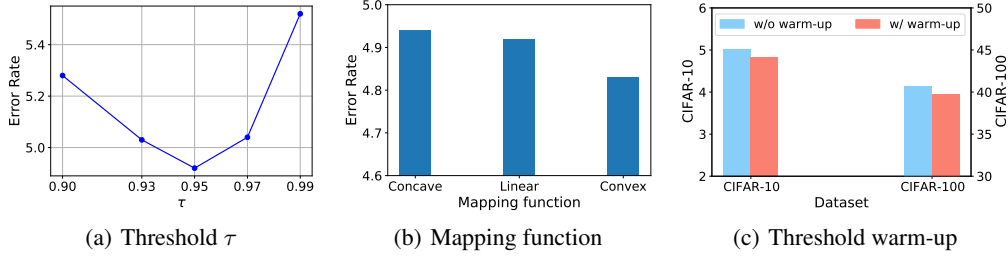 5.4
5.2
5.0
Error Rate
0.90 0.93 0.95 0.97 0.99
τ
(a) Threshold τ
5.0
4.9
4.8
4.7
4.6
Error Rate
Concave Linear Convex
Mapping function
(b) Mapping function
w/o warm-up w/ warm-up
6
5
4
3
2
CIFAR-10
50
45
40
35
30
CIFAR-100
CIFAR-10 CIFAR-100
Dataset
(c) Threshold warm-up